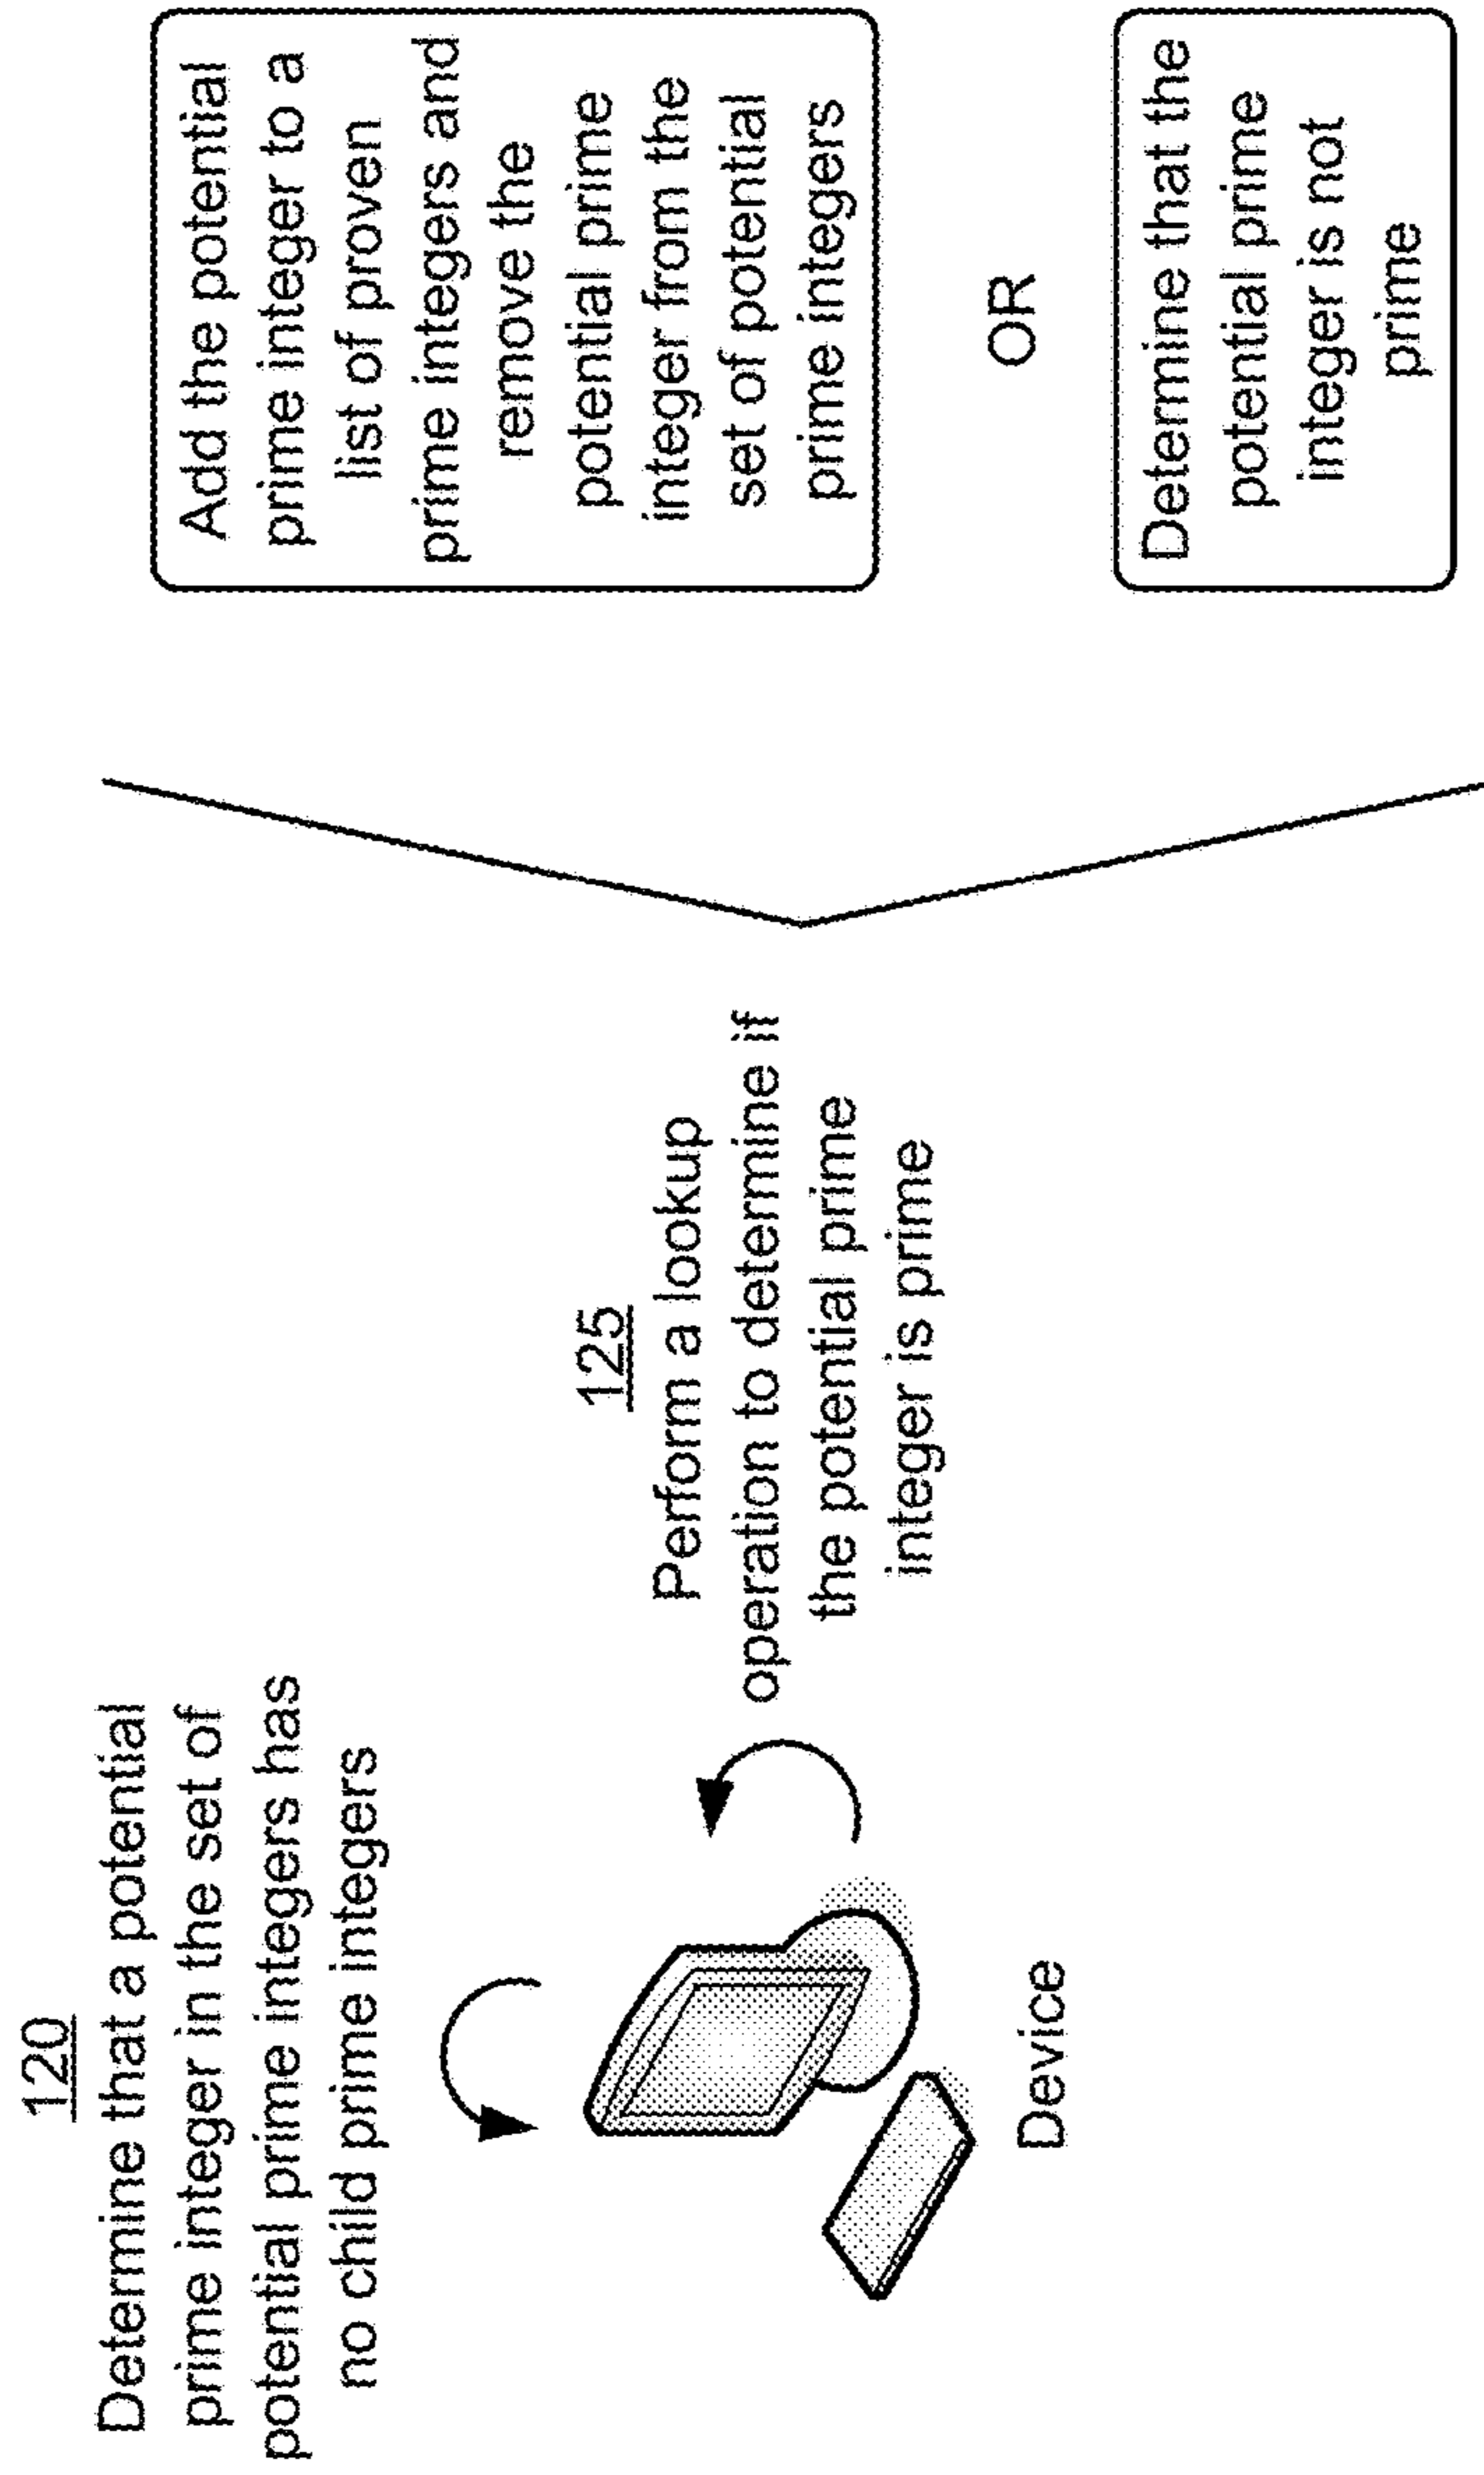 120
Determine that a potential
prime integer in the set of
potential prime integers has
no child prime integers
Device
125
Perform a lookup
operation to determine if
the potential prime
integer is prime
Add the potential
prime integer to a
list of proven
prime integers and
remove the
potential prime
integer from the
set of potential
prime integers
OR
Determine that the
potential prime
integer is not
prime